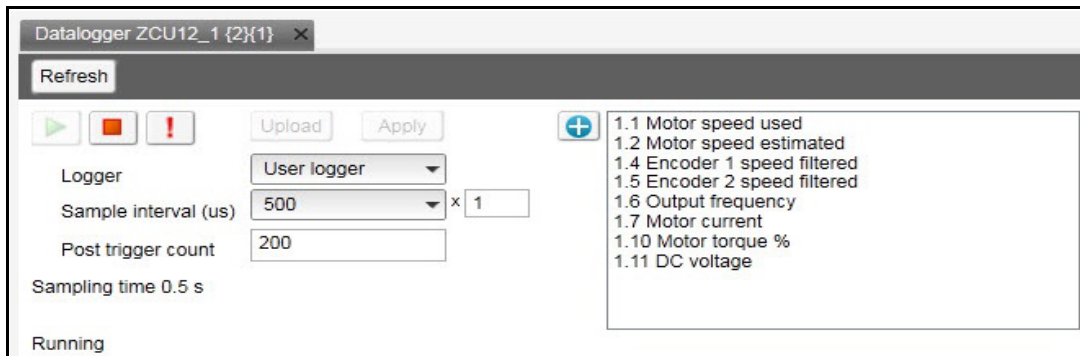 Datalogger ZCU12_1 {2}{1} ×
Refresh
Upload Apply
Logger User logger
Sample interval (us) 500 x 1
Post trigger count 200
Sampling time 0.5 s
Running
1.1 Motor speed used
1.2 Motor speed estimated
1.4 Encoder 1 speed filtered
1.5 Encoder 2 speed filtered
1.6 Output frequency
1.7 Motor current
1.10 Motor torque %
1.11 DC voltage